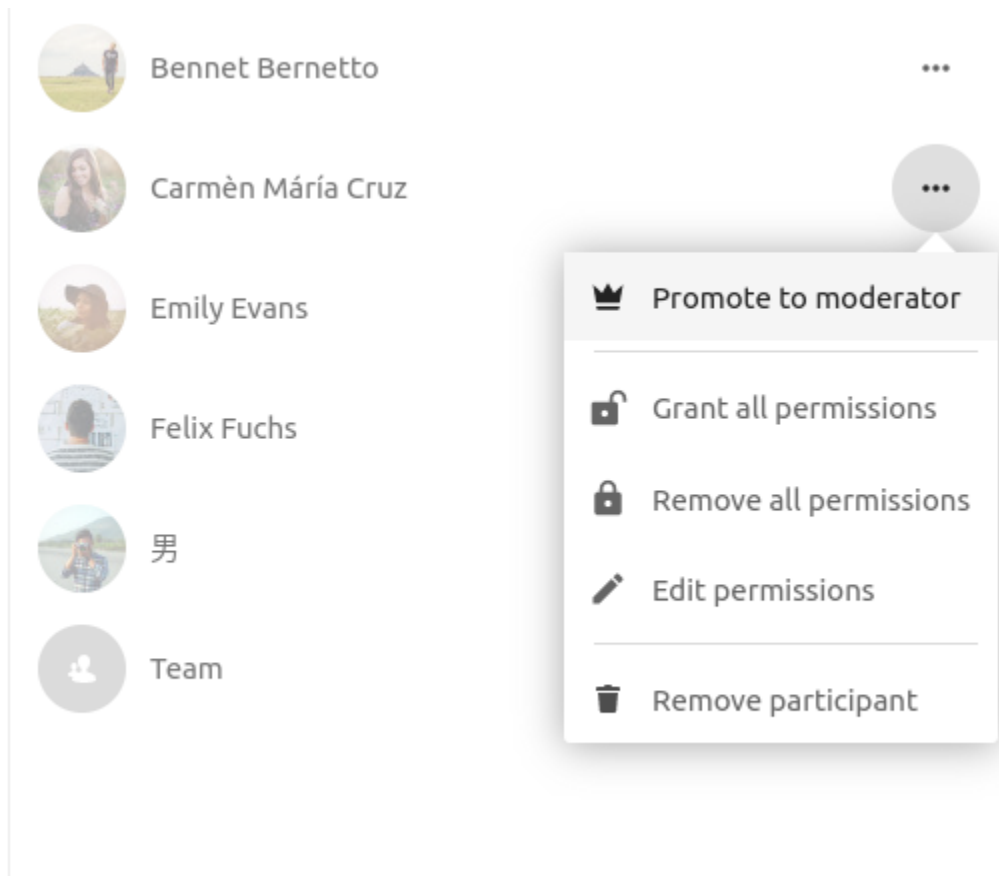 Bennet Bernetto
Carmèn Máría Cruz
Promote to moderator
Emily Evans
Grant all permissions
Felix Fuchs
Remove all permissions
男
Edit permissions
Team
Remove participant